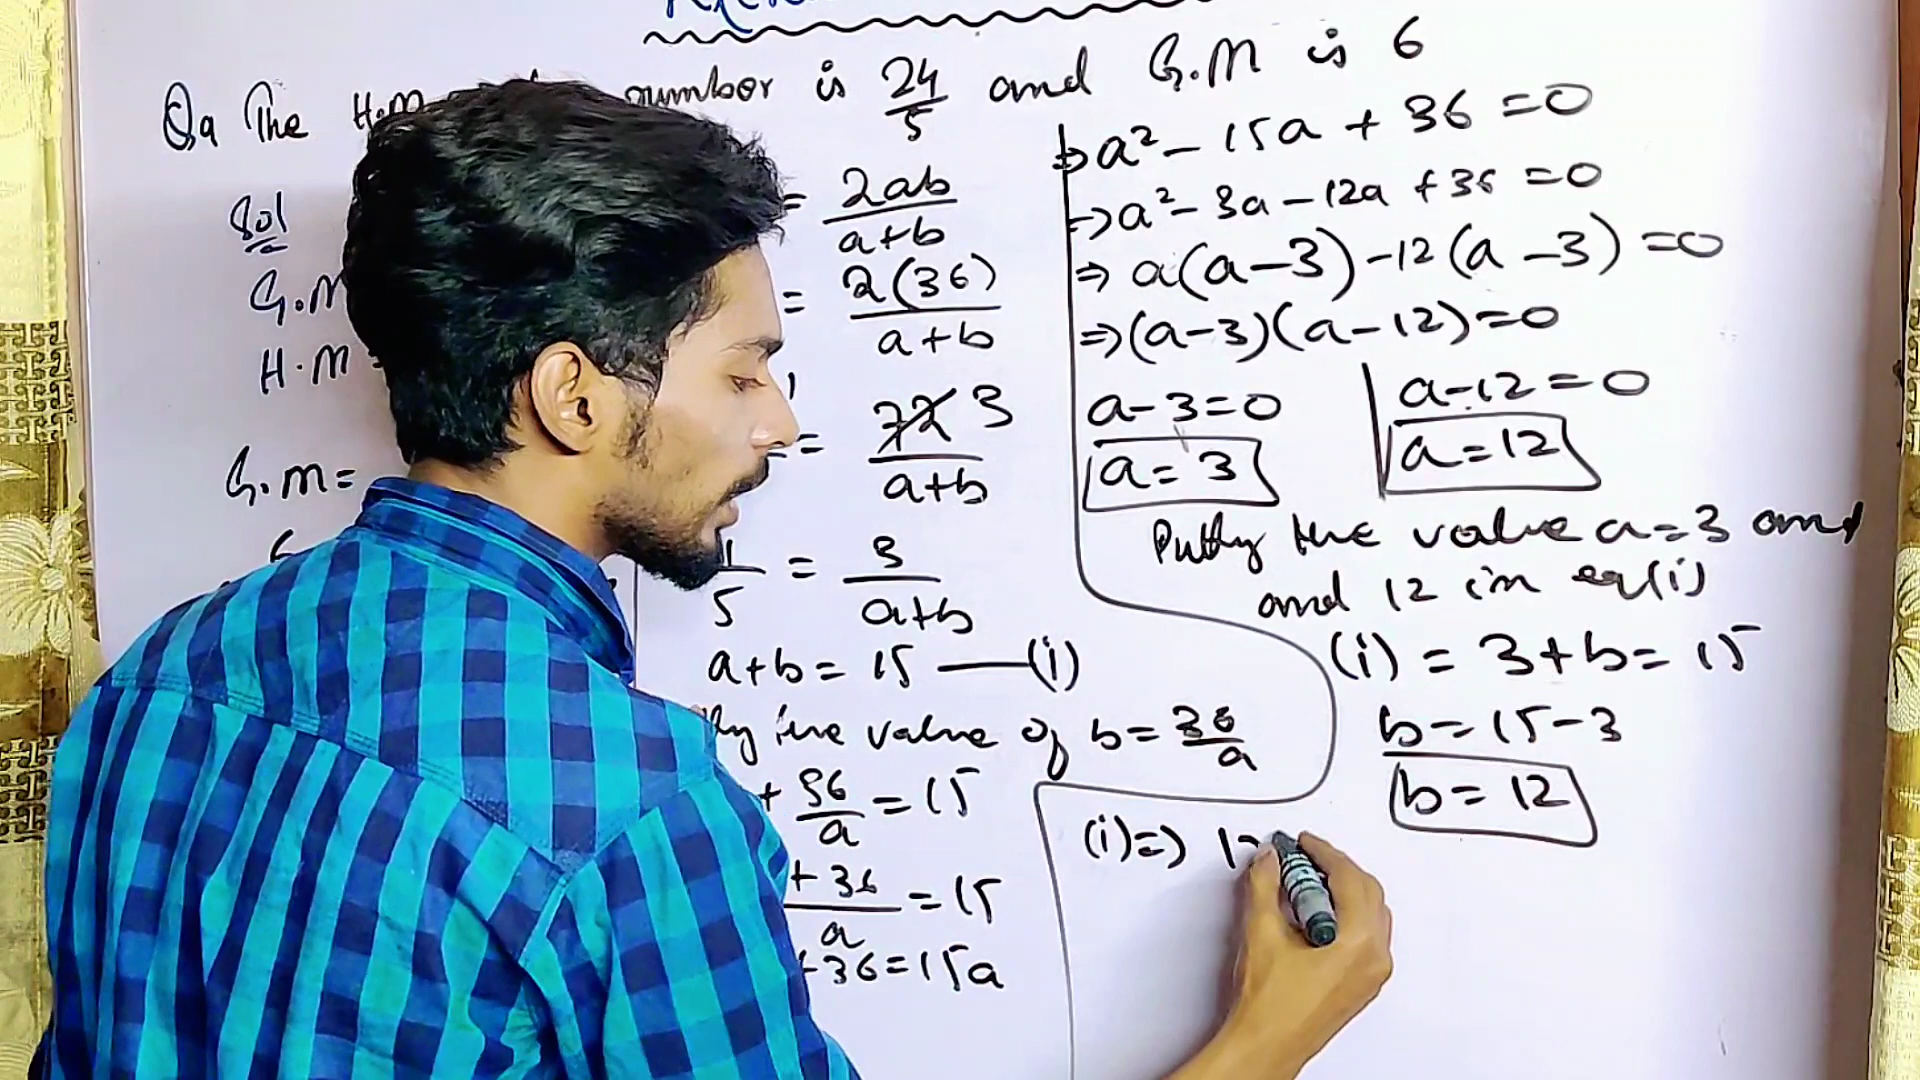 Q9 The H.M number is 24/5 and G.M is 6
Sol
G.M
H.M =
G.M =
= 2ab/a+b
= 2(36)/a+b
= 72 3/a+b
1/5 = 3/a+b
a+b = 15 —(i)
the value of b = 36/a
+ 36/a = 15
+ 36/a = 15
+36=15a
⇒ a² - 15a + 36 = 0
→ a² - 3a - 12a + 36 = 0
⇒ a(a-3) - 12(a-3) = 0
⇒ (a-3)(a-12) = 0
a-3=0 a-12=0
a=3 a=12
the value a=3 and
and 12 in eq(i)
(i) = 3+b = 15
b = 15-3
b = 12
(i) ⇒ 12